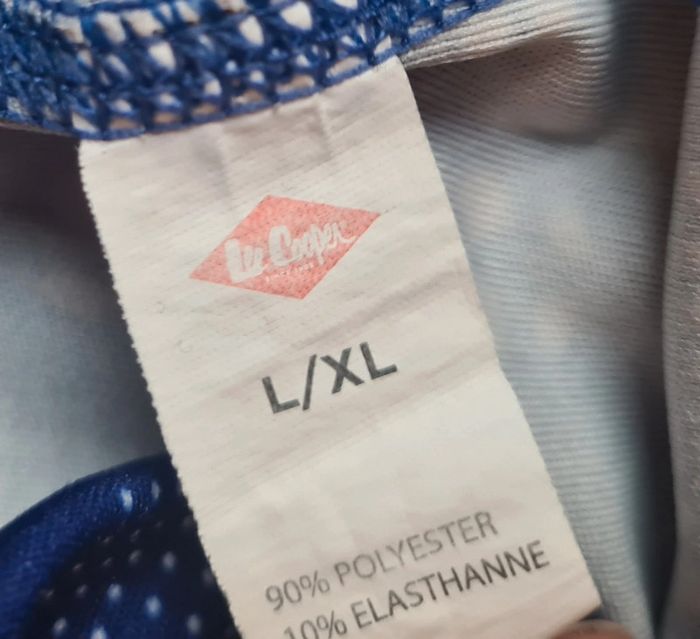 Lee Cooper
L/XL
90% POLYESTER
10% ELASTHANNE